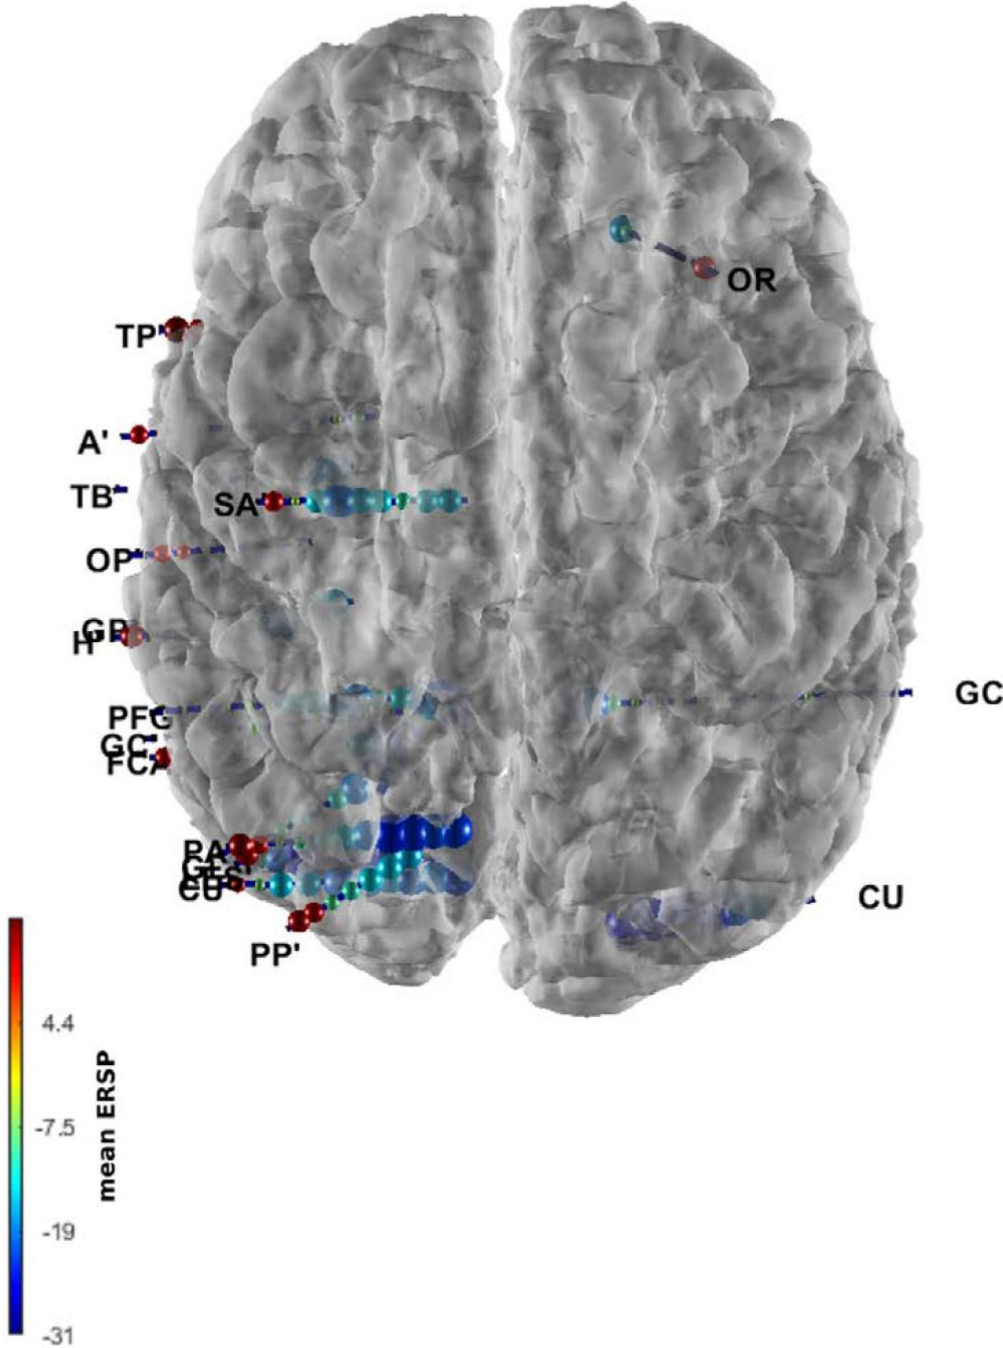 OR
TP'
A'
TB'
SA'
OP'
GP'
H'
PFG
GC'
FCA
GC
PA'
CU'
CU
PP'
4.4
-7.5
-19
-31
mean ERSP